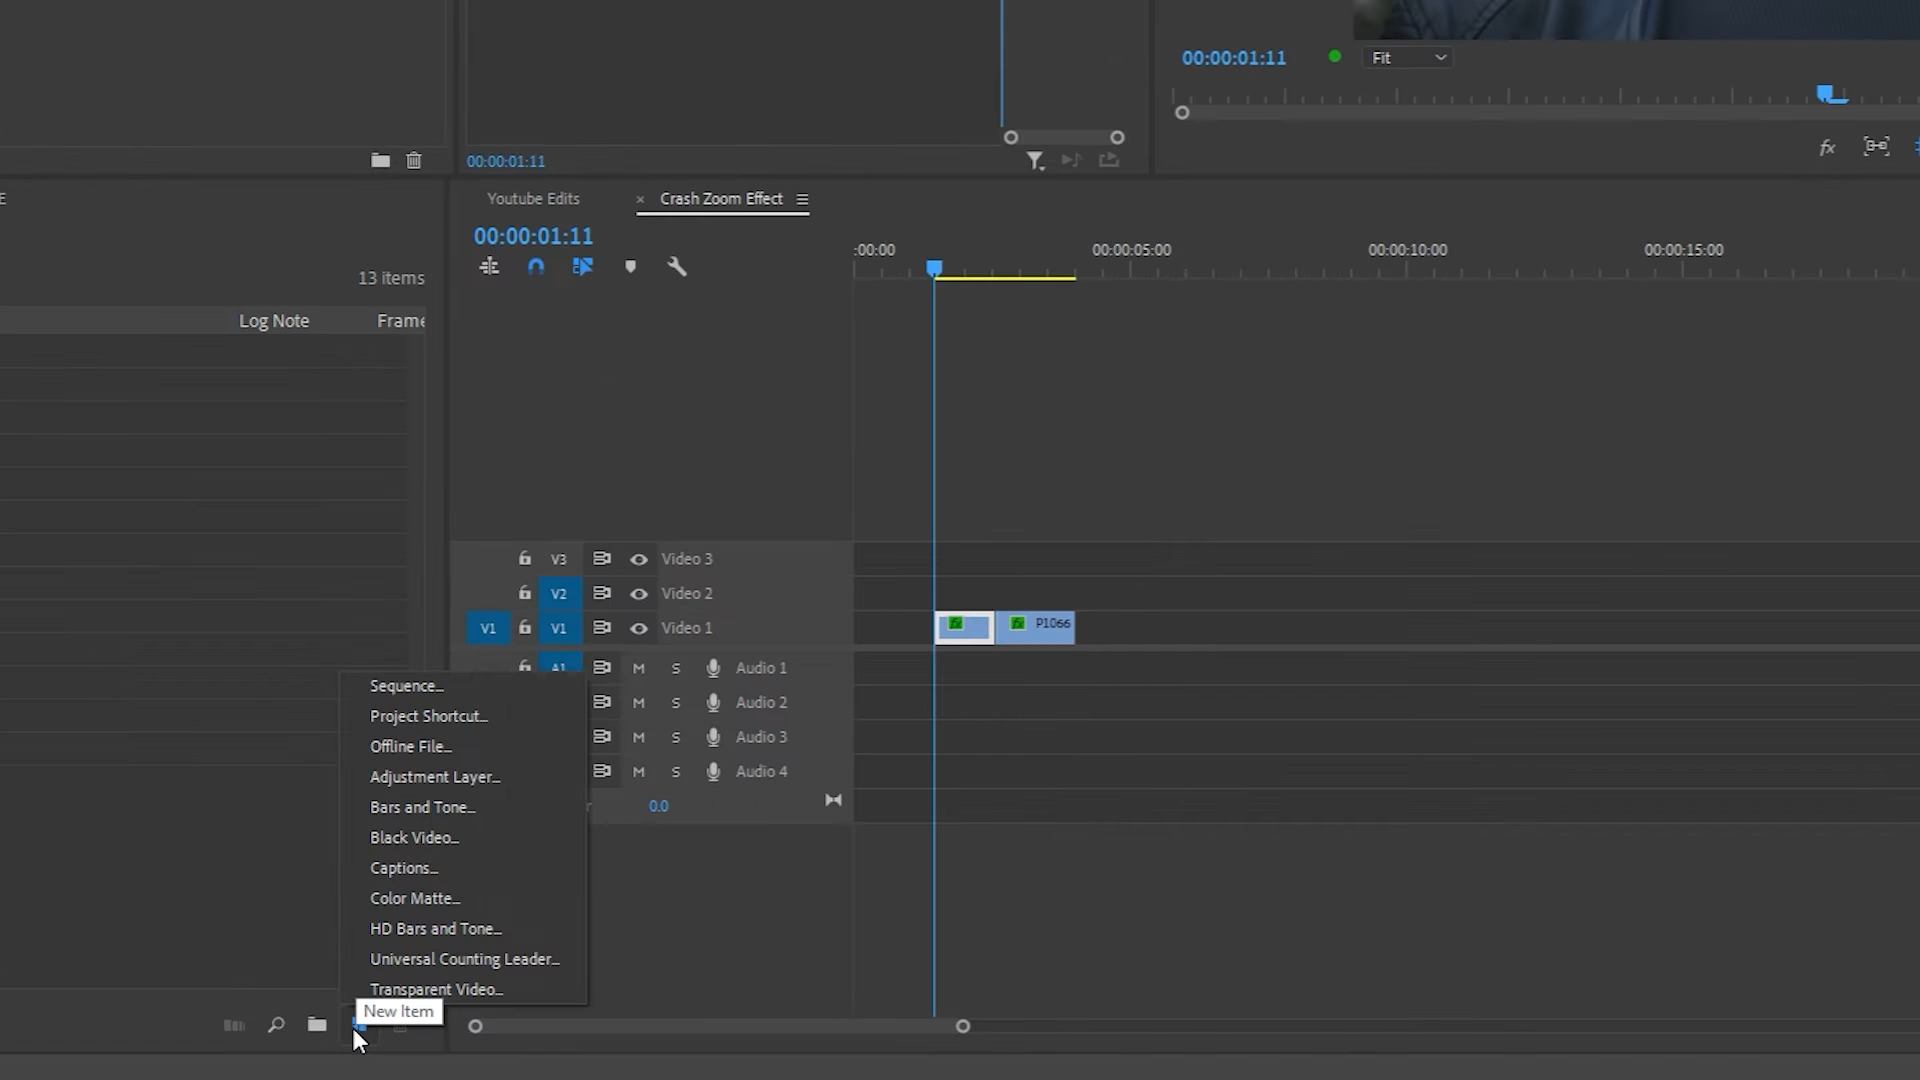 00:00:01:11
Fit
fx
00:00:01:11
E
Youtube Edits
× Crash Zoom Effect
00:00:01:11
:00:00
00:00:05:00
00:00:10:00
00:00:15:00
13 items
Log Note
Frame
V3 Video 3
V2 Video 2
V1 V1 Video 1
fx
fx P1066
A1 M S Audio 1
M S Audio 2
M S Audio 3
M S Audio 4
r 0.0
Sequence...
Project Shortcut...
Offline File...
Adjustment Layer...
Bars and Tone...
Black Video...
Captions...
Color Matte...
HD Bars and Tone...
Universal Counting Leader...
Transparent Video...
New Item